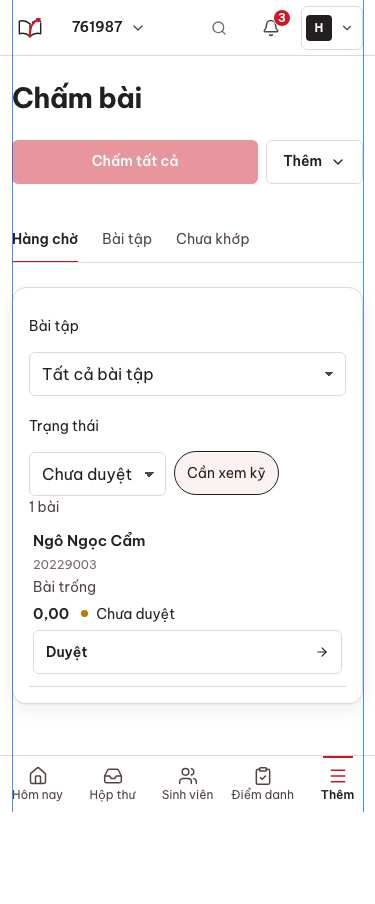 761987
3
H
Chấm bài
Chấm tất cả
Thêm
Hàng chờ Bài tập Chưa khớp
Bài tập
Tất cả bài tập
Trạng thái
Chưa duyệt Cần xem kỹ
1 bài
Ngô Ngọc Cẩm
20229003
Bài trống
0,00 Chưa duyệt
Duyệt
Hôm nay Hộp thư Sinh viên Điểm danh Thêm